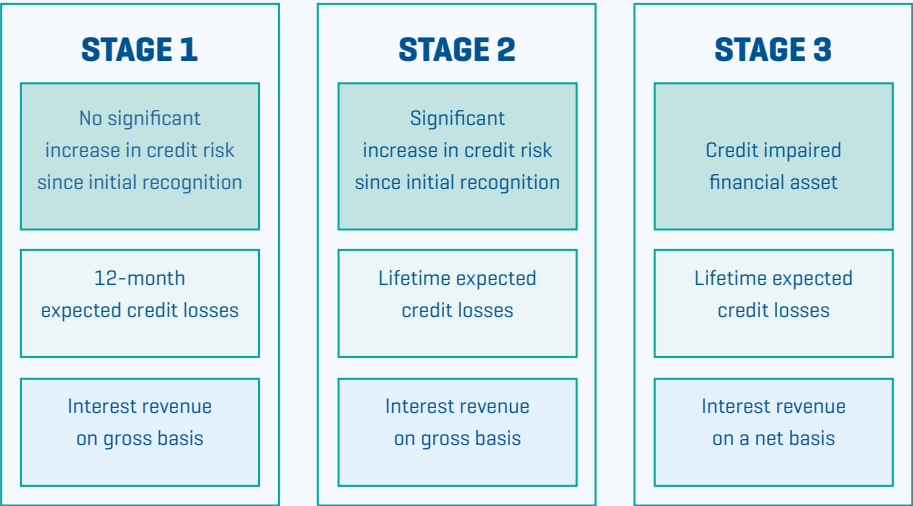 STAGE 1
No significant
increase in credit risk
since initial recognition
12-month
expected credit losses
Interest revenue
on gross basis
STAGE 2
Significant
increase in credit risk
since initial recognition
Lifetime expected
credit losses
Interest revenue
on gross basis
STAGE 3
Credit impaired
financial asset
Lifetime expected
credit losses
Interest revenue
on a net basis